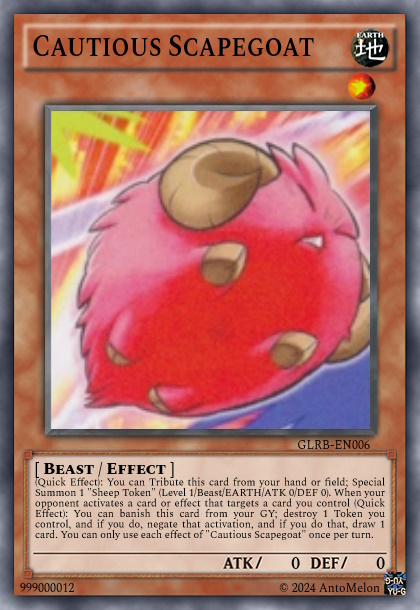 CAUTIOUS SCAPEGOAT
EARTH
地
GLRB-EN006
[ BEAST / EFFECT ]
(Quick Effect): You can Tribute this card from your hand or field; Special
Summon 1 "Sheep Token" (Level 1/Beast/EARTH/ATK 0/DEF 0). When your
opponent activates a card or effect that targets a card you control (Quick
Effect): You can banish this card from your GY; destroy 1 Token you
control, and if you do, negate that activation, and if you do that, draw 1
card. You can only use each effect of "Cautious Scapegoat" once per turn.
ATK/ 0 DEF/ 0
999000012
© 2024 AntoMelon